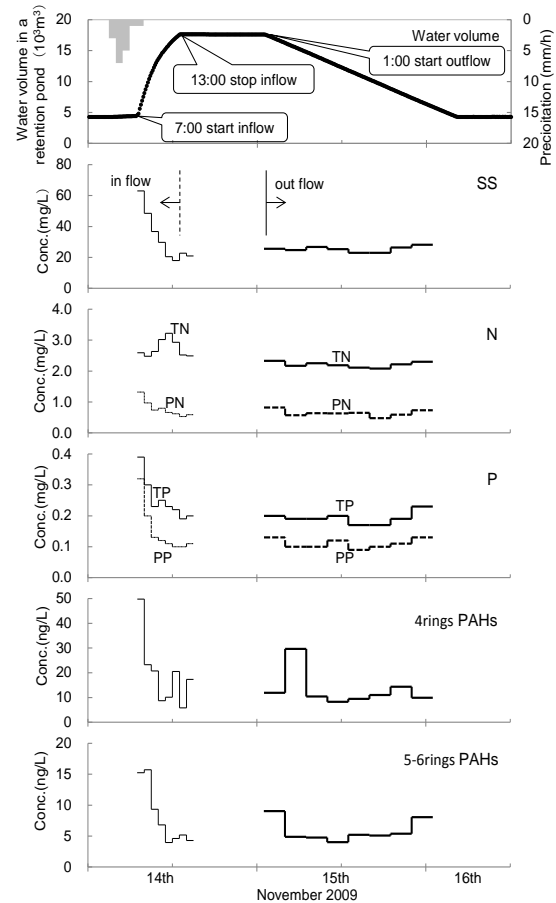 Water volume in a
retention pond (10³m³)
20
15
10
5
0
Water volume
13:00 stop inflow
1:00 start outflow
7:00 start inflow
0
5
10
15
20
Precioitation (mm/h)
Conc.(mg/L)
80
60
40
20
0
in flow
out flow
SS
Conc.(mg/L)
4.0
3.0
2.0
1.0
0.0
TN
PN
TN
PN
N
Conc.(mg/L)
0.4
0.3
0.2
0.1
0.0
TP
PP
TP
PP
P
Conc.(ng/L)
50
40
30
20
10
0
4rings PAHs
Conc.(ng/L)
20
15
10
5
0
5-6rings PAHs
14th
15th
16th
November 2009